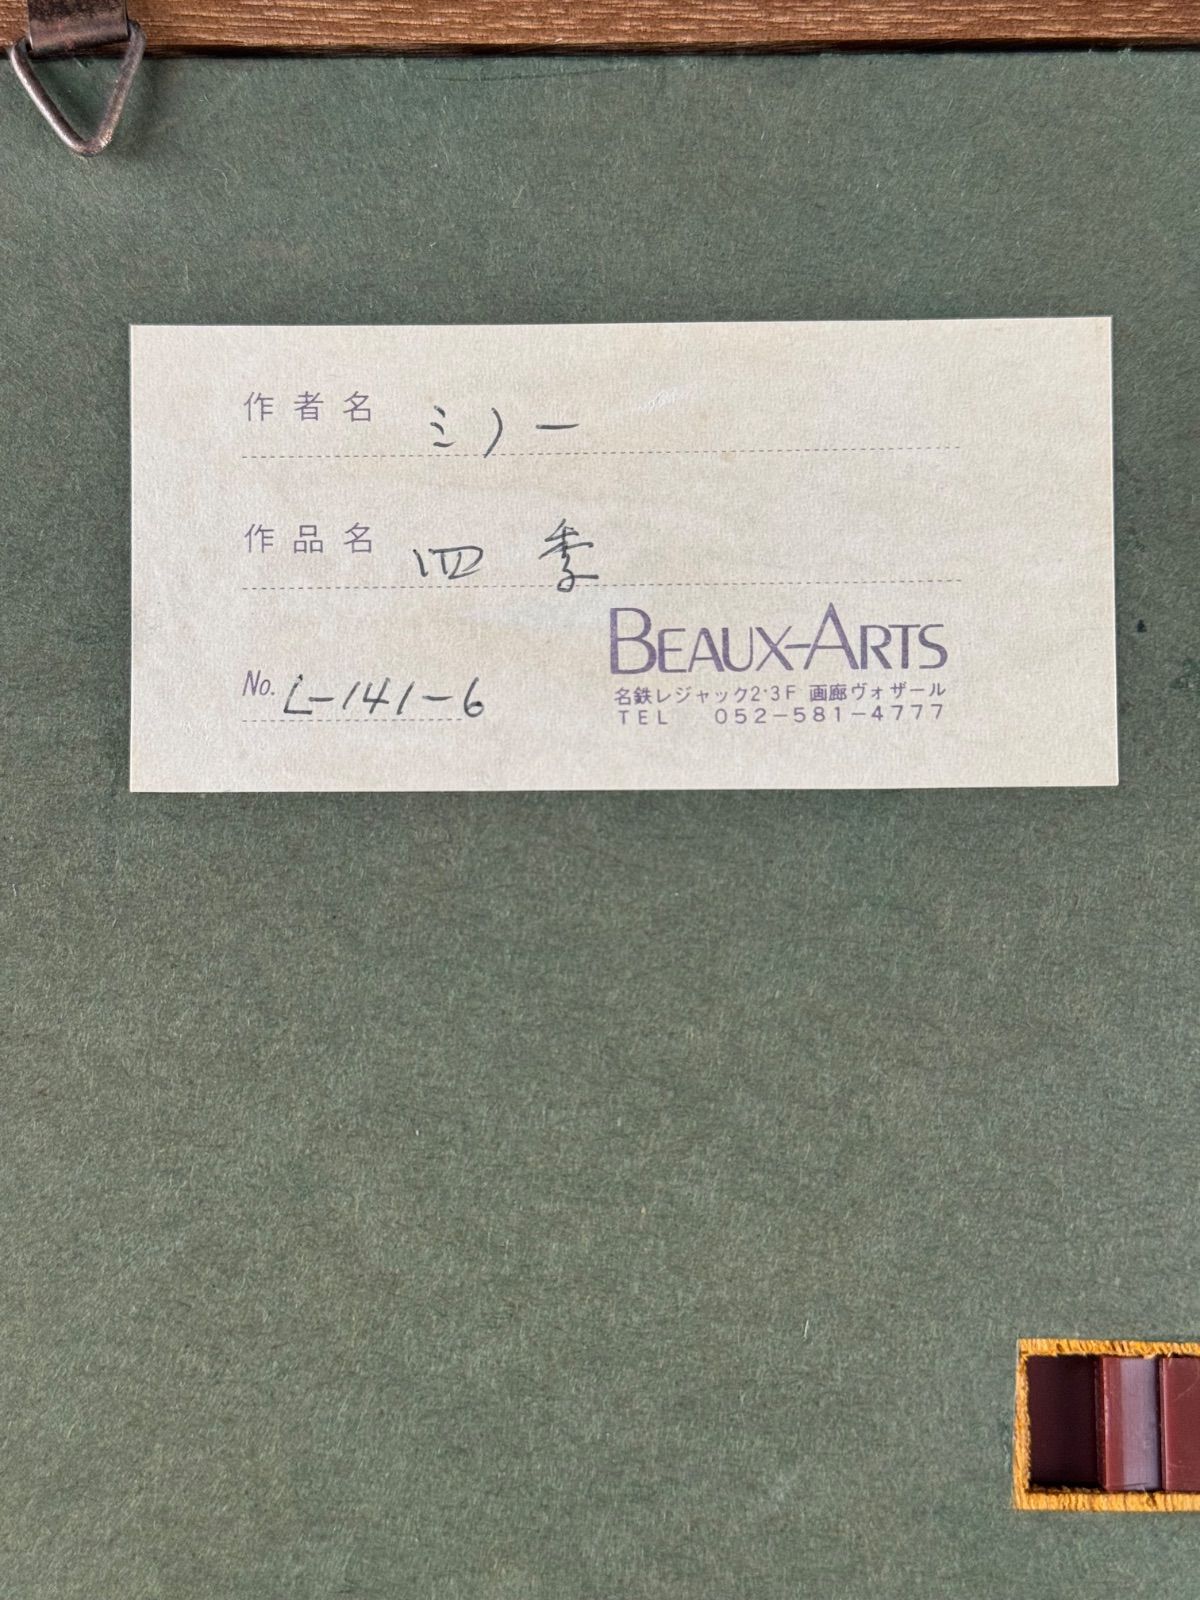 作者名 ミノー
作品名 四季
No. L-141-6
BEAUX-ARTS
名鉄レジャック2･3F 画廊ヴォザール
TEL 052-581-4777